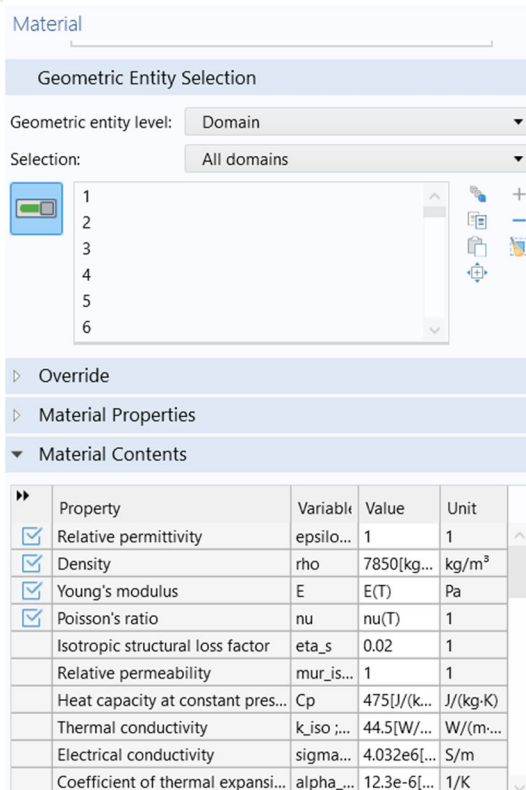 Material
Geometric Entity Selection
Geometric entity level: Domain
Selection: All domains
1
2
3
4
5
6
Override
Material Properties
Material Contents
Property Variable Value Unit
Relative permittivity epsilo... 1 1
Density rho 7850[kg... kg/m³
Young's modulus E E(T) Pa
Poisson's ratio nu nu(T) 1
Isotropic structural loss factor eta_s 0.02 1
Relative permeability mur_is... 1 1
Heat capacity at constant pres... Cp 475[J/(k... J/(kg·K)
Thermal conductivity k_iso ;... 44.5[W/... W/(m·...
Electrical conductivity sigma... 4.032e6[... S/m
Coefficient of thermal expansi... alpha_... 12.3e-6[... 1/K